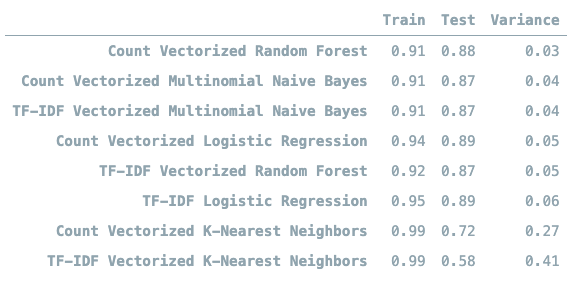 Train Test Variance
Count Vectorized Random Forest 0.91 0.88 0.03
Count Vectorized Multinomial Naive Bayes 0.91 0.87 0.04
TF-IDF Vectorized Multinomial Naive Bayes 0.91 0.87 0.04
Count Vectorized Logistic Regression 0.94 0.89 0.05
TF-IDF Vectorized Random Forest 0.92 0.87 0.05
TF-IDF Logistic Regression 0.95 0.89 0.06
Count Vectorized K-Nearest Neighbors 0.99 0.72 0.27
TF-IDF Vectorized K-Nearest Neighbors 0.99 0.58 0.41